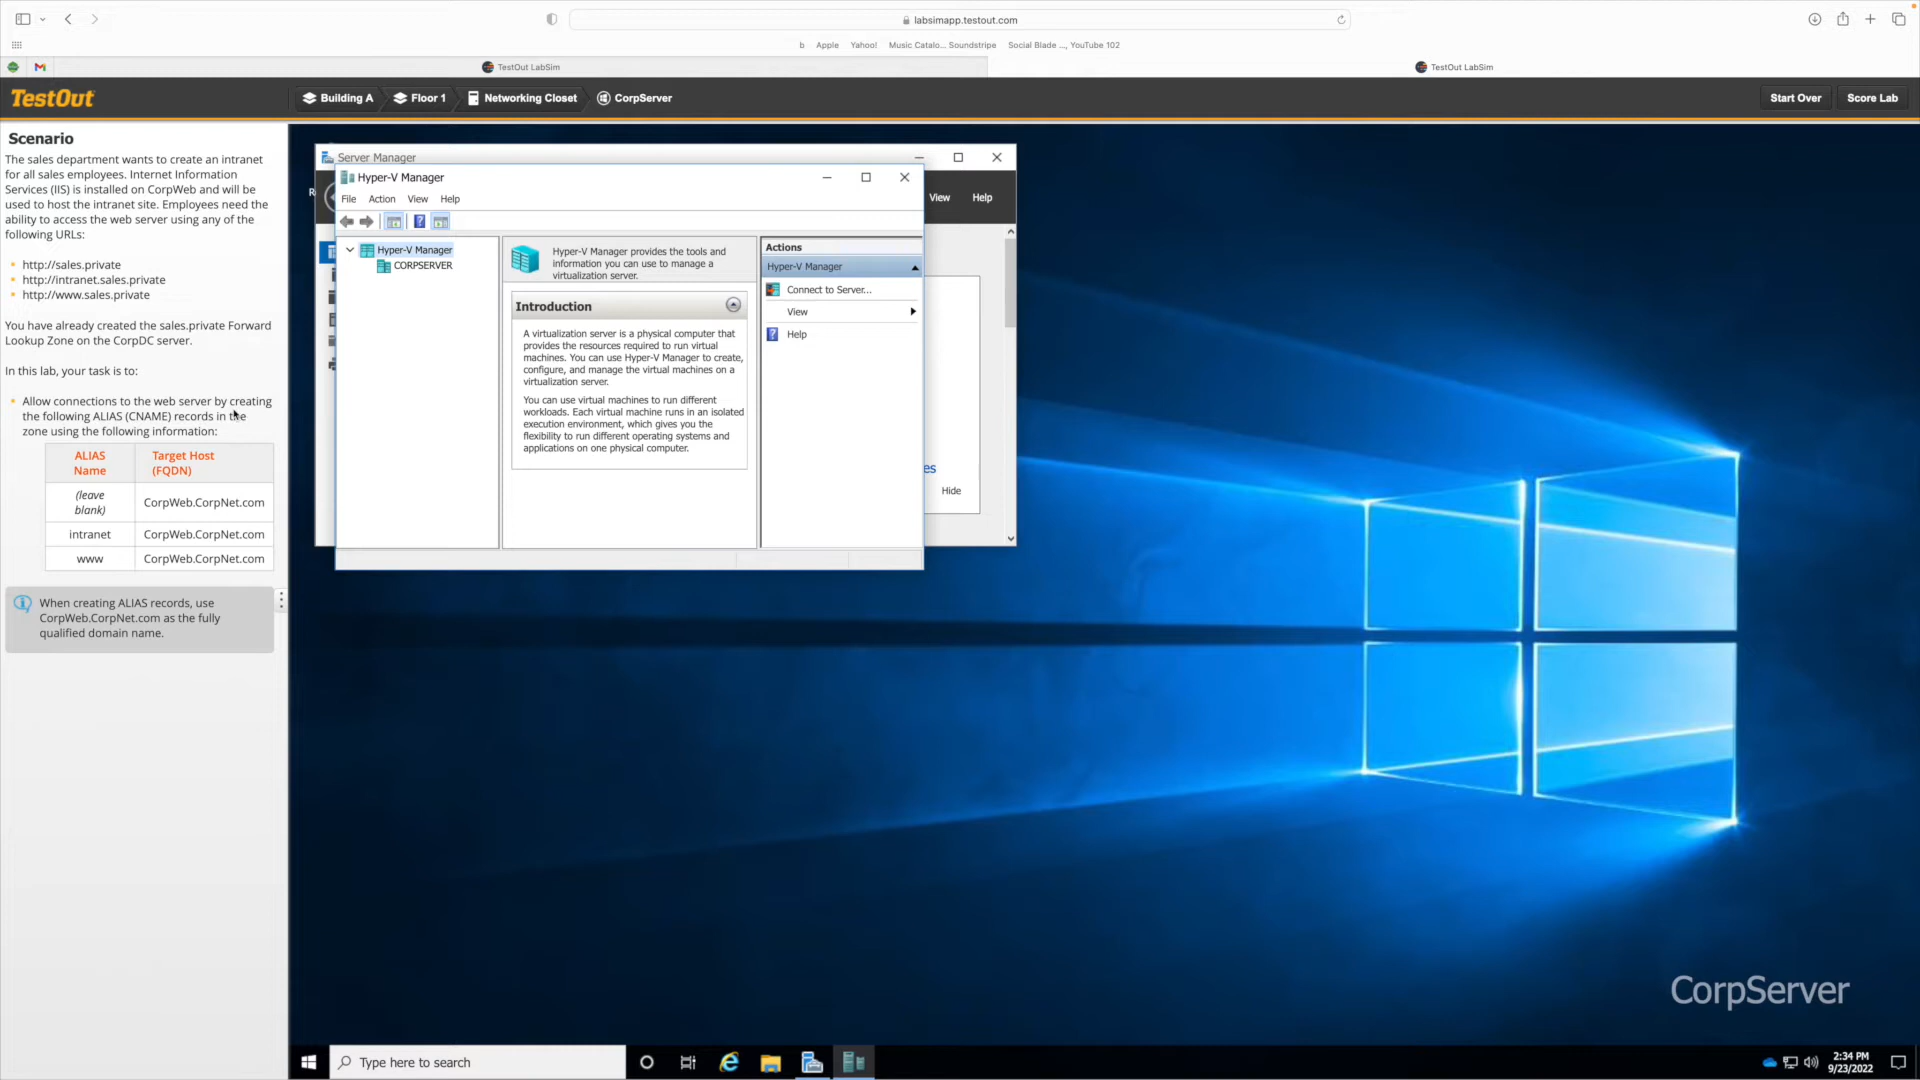 labsimapp.testout.com
b Apple Yahoo! Music Catalo... Soundstripe Social Blade ..., YouTube 102
TestOut LabSim
TestOut LabSim
TestOut
Building A
Floor 1
Networking Closet
CorpServer
Start Over
Score Lab
Scenario
The sales department wants to create an intranet
for all sales employees. Internet Information
Services (IIS) is installed on CorpWeb and will be
used to host the intranet site. Employees need the
ability to access the web server using any of the
following URLs:
http://sales.private
http://intranet.sales.private
http://www.sales.private
You have already created the sales.private Forward
Lookup Zone on the CorpDC server.
In this lab, your task is to:
Allow connections to the web server by creating
the following ALIAS (CNAME) records in the
zone using the following information:
ALIAS Name
Target Host (FQDN)
(leave blank)
CorpWeb.CorpNet.com
intranet
CorpWeb.CorpNet.com
www
CorpWeb.CorpNet.com
When creating ALIAS records, use
CorpWeb.CorpNet.com as the fully
qualified domain name.
Server Manager
View Help
es
Hide
Hyper-V Manager
File Action View Help
Hyper-V Manager
CORPSERVER
Hyper-V Manager provides the tools and
information you can use to manage a
virtualization server.
Introduction
A virtualization server is a physical computer that
provides the resources required to run virtual
machines. You can use Hyper-V Manager to create,
configure, and manage the virtual machines on a
virtualization server.
You can use virtual machines to run different
workloads. Each virtual machine runs in an isolated
execution environment, which gives you the
flexibility to run different operating systems and
applications on one physical computer.
Actions
Hyper-V Manager
Connect to Server...
View
Help
CorpServer
Type here to search
2:34 PM
9/23/2022